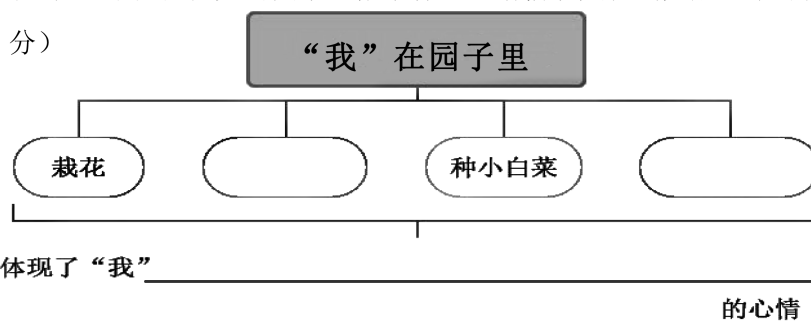 分）
“我”在园子里
栽花
种小白菜
体现了“我”
的心情